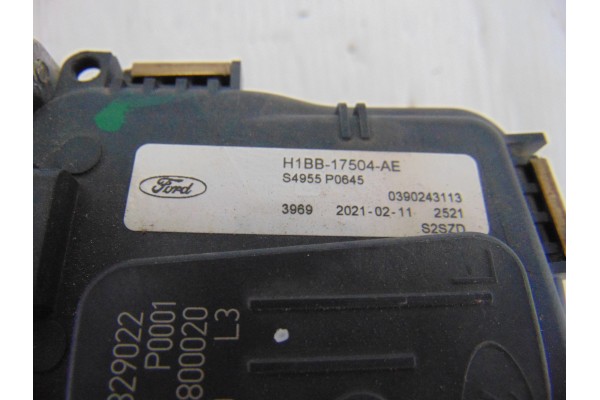 H1BB-17504-AE
S4955 P0645
Ford
0390243113
3969 2021-02-11 2521
S2SZD
329022
P0001
800020
L3